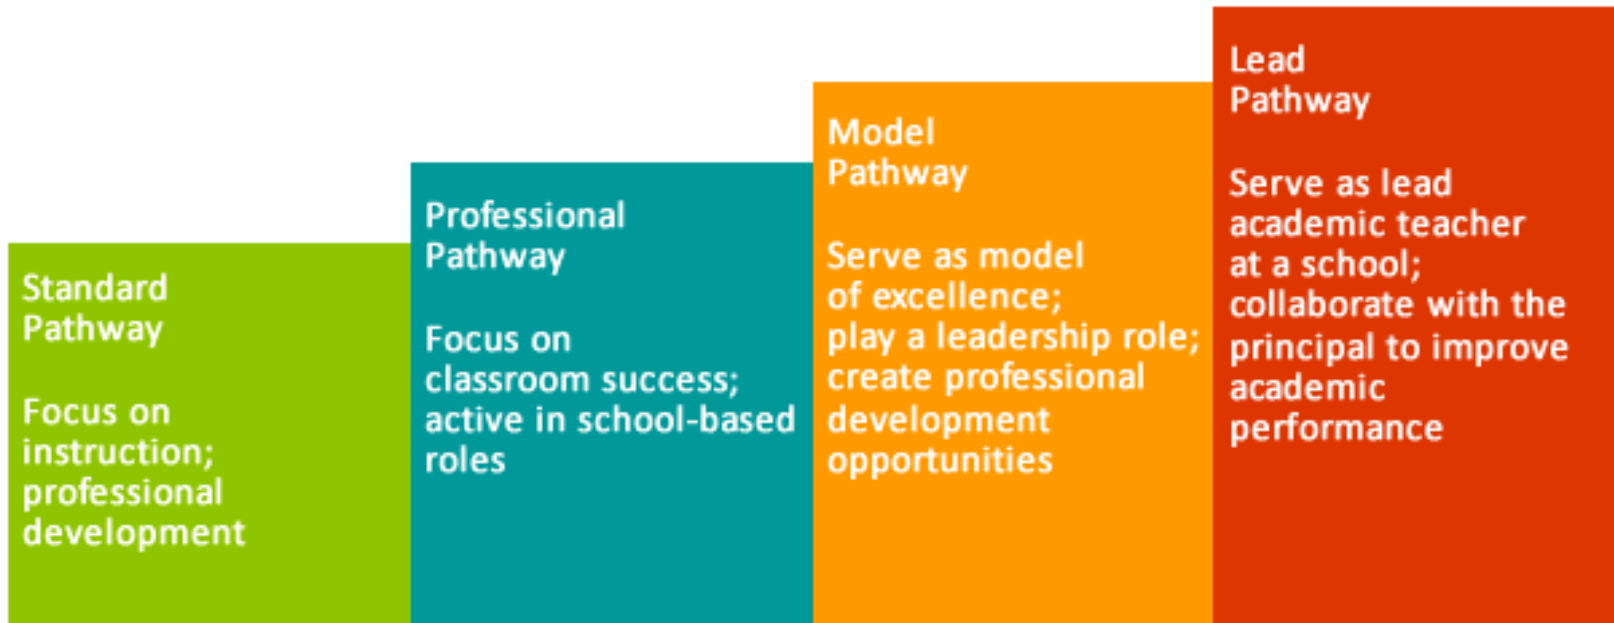 Standard
Pathway
Focus on
instruction;
professional
development
Professional
Pathway
Focus on
classroom success;
active in school-based
roles
Model
Pathway
Serve as model
of excellence;
play a leadership role;
create professional
development
opportunities
Lead
Pathway
Serve as lead
academic teacher
at a school;
collaborate with the
principal to improve
academic
performance